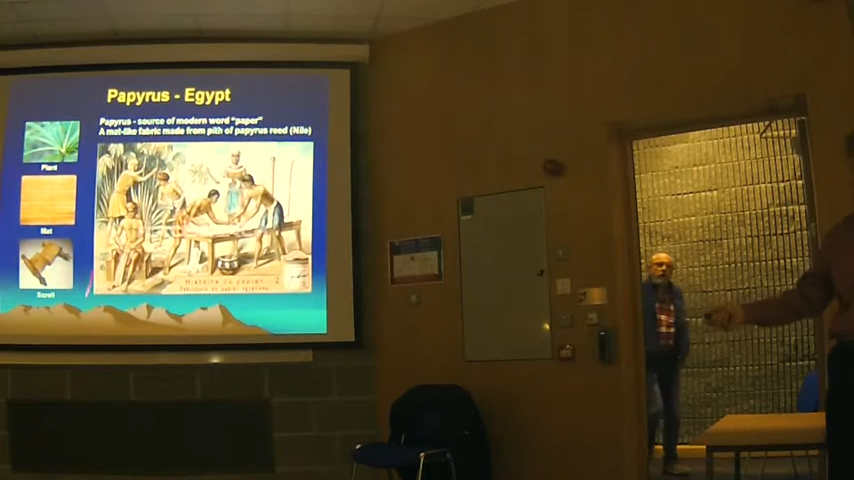 Papyrus - Egypt
Papyrus - source of modern word "paper"
A mat-like fabric made from pith of papyrus reed (Nile)
Plant
Mat
Scroll
Histoire du papier